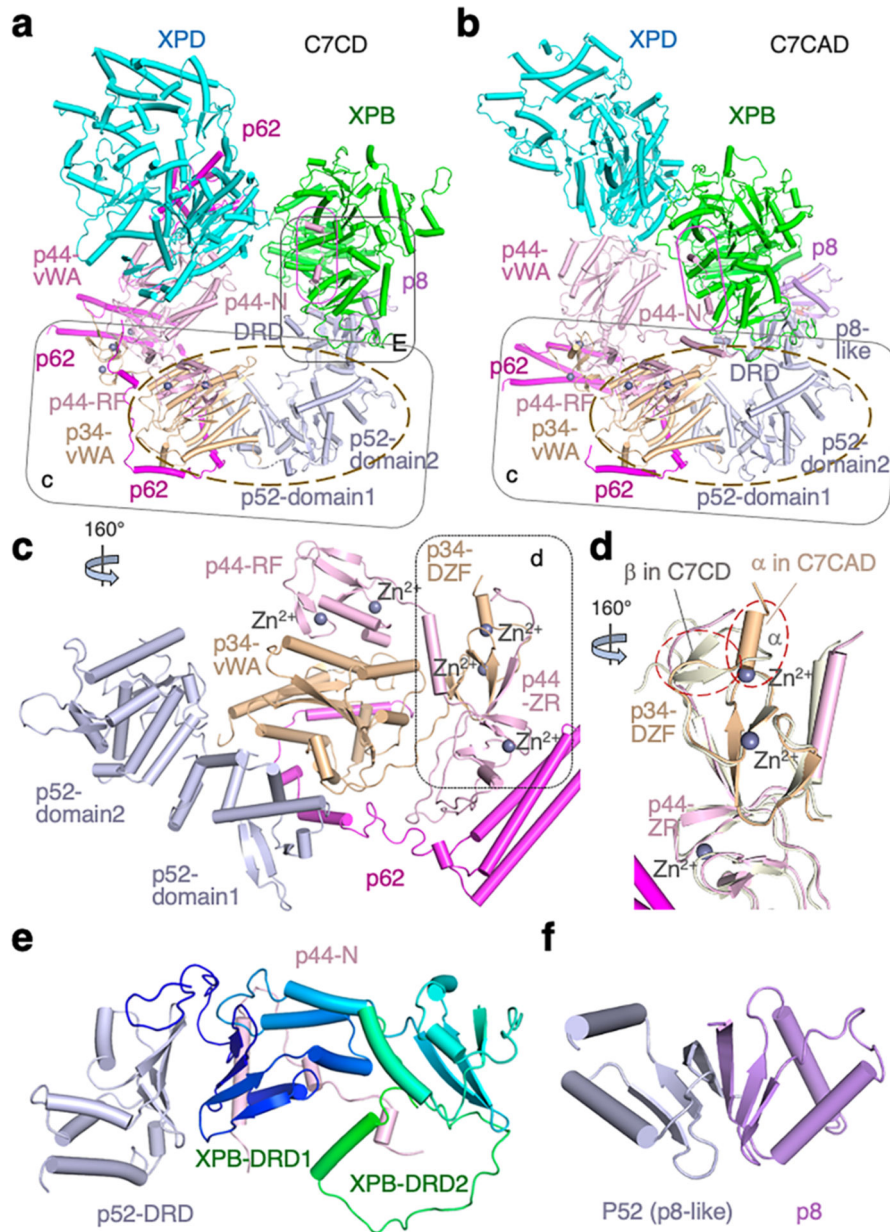 a
XPD
C7CD
p62
XPB
p44-
vWA
p44-N
p8
DRD
E
p62
p44-RF
p34-
vWA
p52-
domain2
c
p62
p52-domain1
b
XPD
C7CAD
XPB
p44-
vWA
p8
p44-N
p8-
like
p62
DRD
p44-RF
p34-
vWA
p52-
domain2
c
p62
p52-domain1
c
160°
p44-RF
p34-
DZF
d
Zn2+
Zn2+
Zn2+
p34-
vWA
Zn2+
p44
-ZR
Zn2+
p52-
domain2
p52-
domain1
p62
d
β in C7CD
α in C7CAD
160°
α
Zn2+
p34-
DZF
Zn2+
p44-
ZR
Zn2+
e
p44-N
XPB-DRD1
XPB-DRD2
p52-DRD
f
P52 (p8-like)
p8